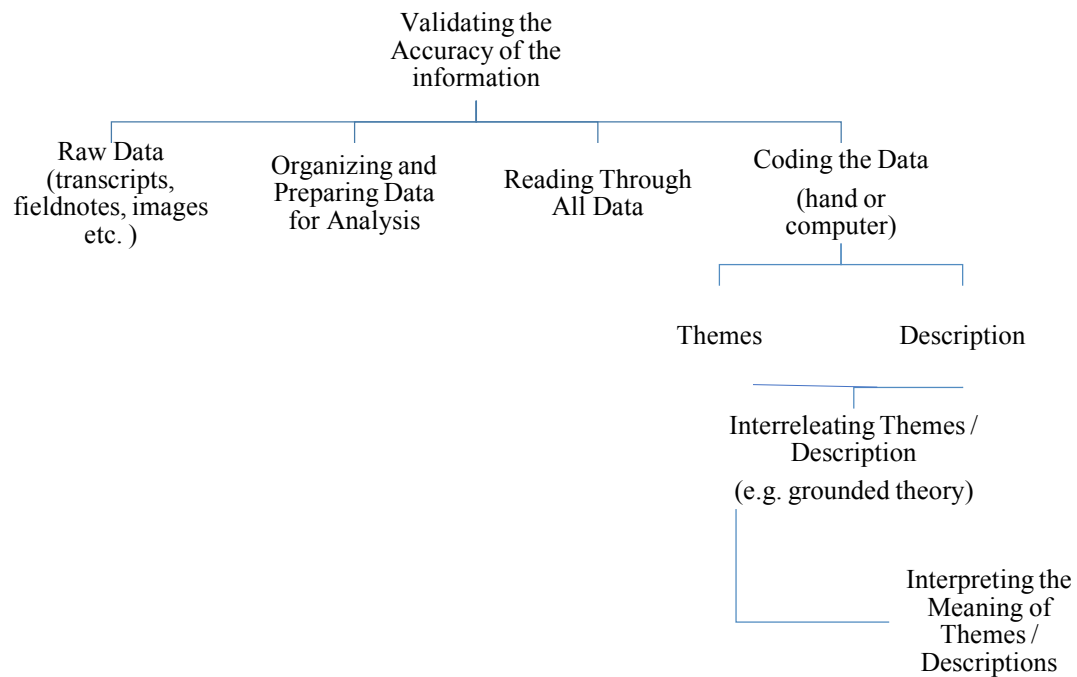 Validating the
Accuracy of the
information
Raw Data
(transcripts,
fieldnotes, images
etc. )
Organizing and
Preparing Data
for Analysis
Reading Through
All Data
Coding the Data
(hand or
computer)
Themes
Description
Interreleating Themes /
Description
(e.g. grounded theory)
Interpreting the
Meaning of
Themes /
Descriptions